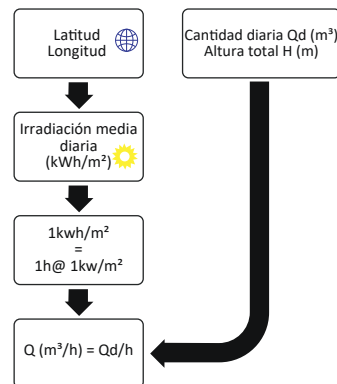 Latitud
Longitud
Cantidad diaria Qd (m³)
Altura total H (m)
Irradiación media
diaria
(kWh/m²)
1kwh/m²
=
1h@ 1kw/m²
Q (m³/h) = Qd/h